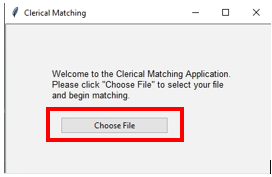 Clerical Matching
Welcome to the Clerical Matching Application.
Please click "Choose File" to select your file
and begin matching.
Choose File